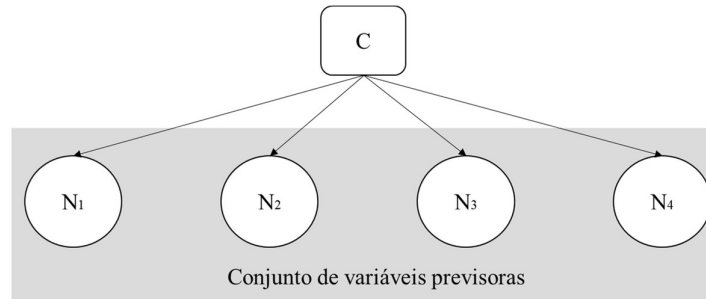 C
N₁ N₂ N₃ N₄
Conjunto de variáveis previsoras